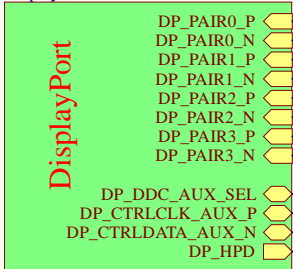 DisplayPort
DP_PAIR0_P
DP_PAIR0_N
DP_PAIR1_P
DP_PAIR1_N
DP_PAIR2_P
DP_PAIR2_N
DP_PAIR3_P
DP_PAIR3_N
DP_DDC_AUX_SEL
DP_CTRLCLK_AUX_P
DP_CTRLDATA_AUX_N
DP_HPD